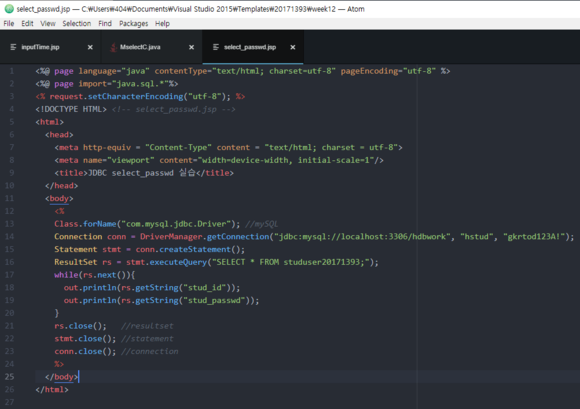 select_passwd.jsp — C:₩Users₩404₩Documents₩Visual Studio 2015₩Templates₩20171393₩week12 — Atom
File Edit View Selection Find Packages Help
inputTime.jsp MselectC.java select_passwd.jsp
1 <%@ page language="java" contentType="text/html; charset=utf-8" pageEncoding="utf-8" %>
2 <%@ page import="java.sql.*"%>
3 <% request.setCharacterEncoding("utf-8"); %>
4 <!DOCTYPE HTML> <!-- select_passwd.jsp -->
5 <html>
6 <head>
7 <meta http-equiv = "Content-Type" content = "text/html; charset = utf-8">
8 <meta name="viewport" content="width=device-width, initial-scale=1"/>
9 <title>JDBC select_passwd 실습</title>
10 </head>
11 <body>
12 <%
13 Class.forName("com.mysql.jdbc.Driver"); //mySQL
14 Connection conn = DriverManager.getConnection("jdbc:mysql://localhost:3306/hdbwork", "hstud", "gkrtod123A!");
15 Statement stmt = conn.createStatement();
16 ResultSet rs = stmt.executeQuery("SELECT * FROM studuser20171393;");
17 while(rs.next()){
18 out.println(rs.getString("stud_id"));
19 out.println(rs.getString("stud_passwd"));
20 }
21 rs.close(); //resultset
22 stmt.close(); //statement
23 conn.close(); //connection
24 %>
25 </body>
26 </html>
27